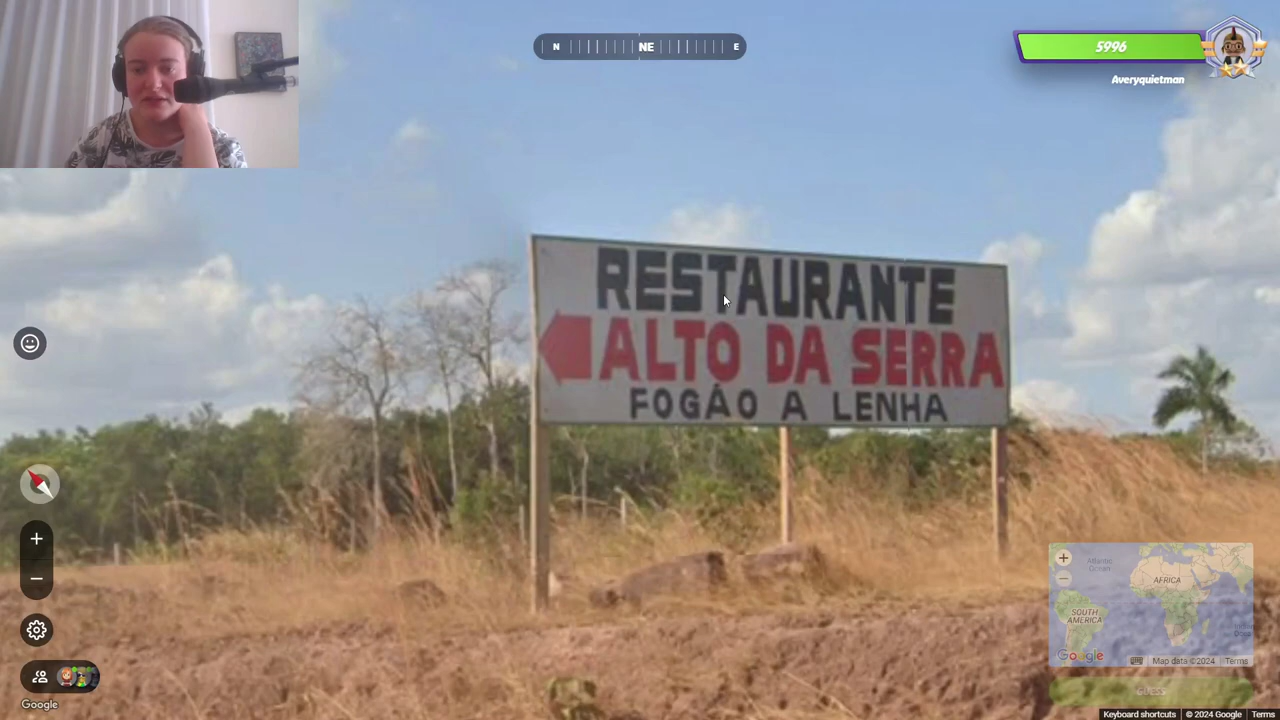 N NE E
5996
Averyquietman
RESTAURANTE
ALTO DA SERRA
FOGÃO A LENHA
Atlantic
Ocean
AFRICA
SOUTH
AMERICA
Google
Map data ©2024
Terms
GUESS
Google
Keyboard shortcuts
© 2024 Google
Terms